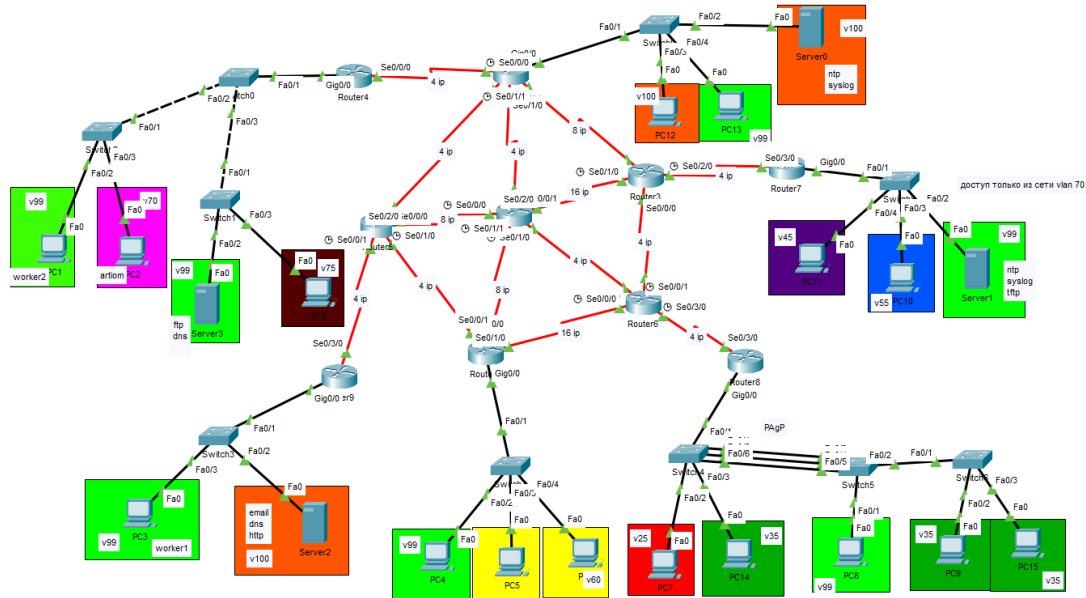 Fa0/1
Fa0/2
Fa0
Server0
v100
ntp
syslog
Fa0/4
Fa0
Fa0
v100
PC12
PC13
v99
Gig0/0
Se0/0/0
4 ip
Se0/0/0
Router4
Gig0/0
Fa0/1
Fa0/2
Fa0/3
Fa0/1
Fa0/3
Fa0/2
v99
Fa0
PC1
worker2
v70
Fa0
artiom
PC2
Fa0/1
Switch1
Fa0/3
Fa0/2
v99
Fa0
Server3
ftp
dns
Fa0
v75
PC0
Se0/1/1
Se0/1/0
4 ip
4 ip
8 ip
Se0/1/0
16 ip
Router3
Se0/0/0
Se0/2/0
4 ip
Se0/3/0
Router7
Gig0/0
Fa0/1
Fa0/2
Fa0/3
Fa0/4
доступ только из сети vlan 70
v45
Fa0
PC11
Fa0
v55
PC10
Fa0
v99
Server1
ntp
syslog
tftp
Se0/2/0
Se0/0/1
Se0/1/0
Se0/0/0
8 ip
Se0/1/1
Se0/2/0
Se0/1/0
4 ip
4 ip
4 ip
8 ip
4 ip
Se0/0/1
Se0/0/0
Router6
Se0/3/0
4 ip
16 ip
Se0/0/1
Se0/1/0
Gig0/0
Se0/3/0
Router8
Gig0/0
Se0/3/0
Gig0/0
Fa0/1
Switch3
Fa0/2
Fa0/3
Fa0
PC3
v99
worker1
Fa0
email
dns
http
v100
Server2
Fa0/1
Fa0/2
Fa0/4
v99
Fa0
PC4
Fa0
PC5
Fa0
v60
Fa0/1
PAgP
Fa0/6
Switch4
Fa0/3
Fa0/2
v25
Fa0
PC7
Fa0
v35
PC14
Fa0/5
Fa0/2
Switch5
Fa0/1
Fa0
PC8
v99
Fa0/1
Fa0/3
Fa0/2
v35
Fa0
PC9
Fa0
PC15
v35